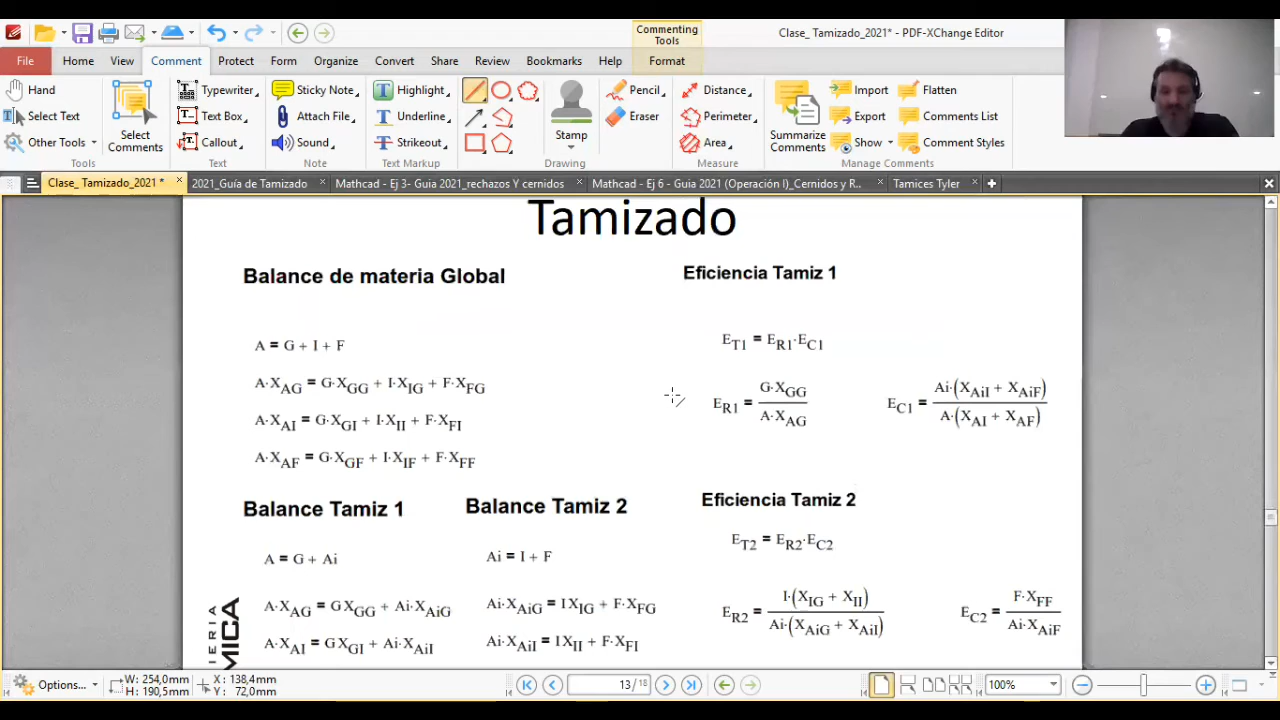 Commenting Tools
Clase_ Tamizado_2021* - PDF-XChange Editor
File Home View Comment Protect Form Organize Convert Share Review Bookmarks Help Format
Hand
Select Text
Other Tools
Tools
Select Comments
Typewriter
Text Box
Callout
Text
Sticky Note
Attach File
Sound
Note
Highlight
Underline
Strikeout
Text Markup
Pencil
Eraser
Stamp
Drawing
Distance
Perimeter
Area
Measure
Summarize Comments
Import
Export
Show
Flatten
Comments List
Comment Styles
Manage Comments
Clase_ Tamizado_2021 *
2021_Guía de Tamizado
Mathcad - Ej 3- Guia 2021_rechazos Y cernidos
Mathcad - Ej 6 - Guia 2021 (Operación I)_Cernidos y R..
Tamices Tyler
Tamizado
Balance de materia Global
A = G + I + F
A·X_AG = G·X_GG + I·X_IG + F·X_FG
A·X_AI = G·X_GI + I·X_II + F·X_FI
A·X_AF = G·X_GF + I·X_IF + F·X_FF
Eficiencia Tamiz 1
E_T1 = E_R1·E_C1
E_R1 = G·X_GG / A·X_AG
E_C1 = Ai·(X_AiI + X_AiF) / A·(X_AI + X_AF)
Balance Tamiz 1
A = G + Ai
A·X_AG = G X_GG + Ai·X_AiG
A·X_AI = G X_GI + Ai·X_AiI
Balance Tamiz 2
Ai = I + F
Ai·X_AiG = I X_IG + F·X_FG
Ai·X_AiI = I X_II + F·X_FI
Eficiencia Tamiz 2
E_T2 = E_R2·E_C2
E_R2 = I·(X_IG + X_II) / Ai·(X_AiG + X_AiI)
E_C2 = F·X_FF / Ai·X_AiF
Options...
W: 254,0mm
H: 190,5mm
X: 138,4mm
Y: 72,0mm
13 / 18
100%